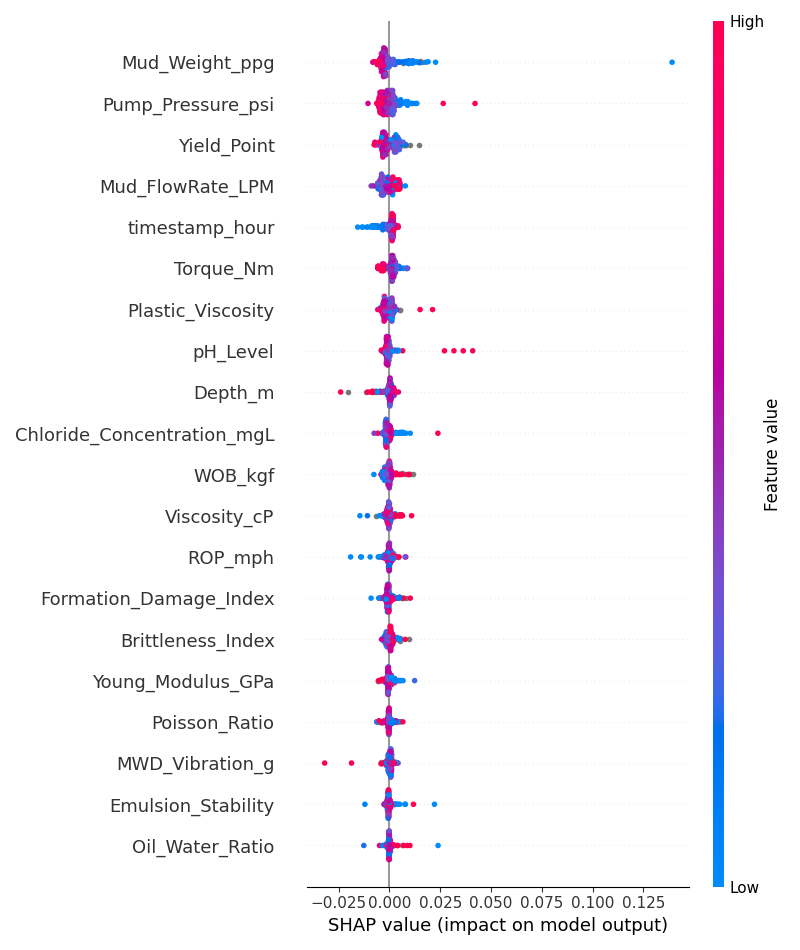 High
Mud_Weight_ppg
Pump_Pressure_psi
Yield_Point
Mud_FlowRate_LPM
timestamp_hour
Torque_Nm
Plastic_Viscosity
pH_Level
Depth_m
Chloride_Concentration_mgL
WOB_kgf
Viscosity_cP
ROP_mph
Formation_Damage_Index
Brittleness_Index
Young_Modulus_GPa
Poisson_Ratio
MWD_Vibration_g
Emulsion_Stability
Oil_Water_Ratio
Feature value
Low
−0.025 0.000 0.025 0.050 0.075 0.100 0.125
SHAP value (impact on model output)